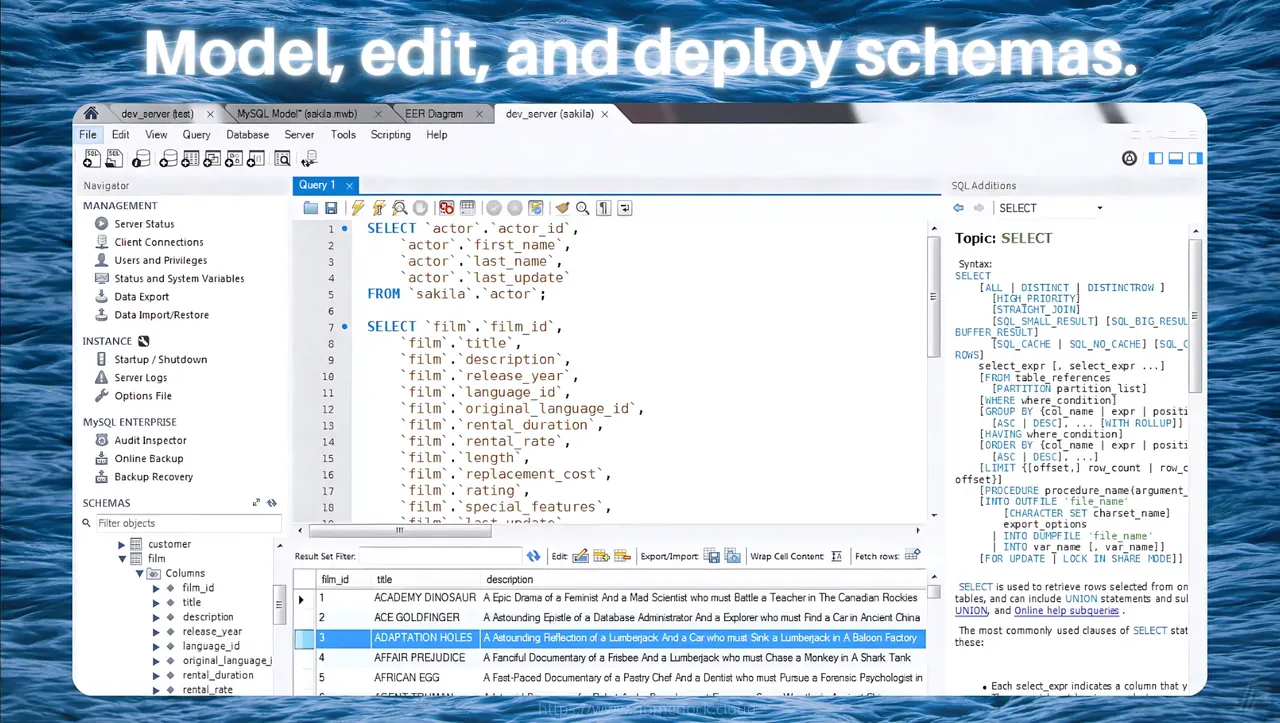 Model, edit, and deploy schemas.
dev_server (test)
MySQL Model* (sakila.mwb)
EER Diagram
dev_server (sakila)
File Edit View Query Database Server Tools Scripting Help
Navigator
MANAGEMENT
Server Status
Client Connections
Users and Privileges
Status and System Variables
Data Export
Data Import/Restore
INSTANCE
Startup / Shutdown
Server Logs
Options File
MySQL ENTERPRISE
Audit Inspector
Online Backup
Backup Recovery
SCHEMAS
Filter objects
customer
film
Columns
film_id
title
description
release_year
language_id
original_language_i
rental_duration
rental_rate
Query 1
1 SELECT `actor`.`actor_id`,
2 `actor`.`first_name`,
3 `actor`.`last_name`,
4 `actor`.`last_update`
5 FROM `sakila`.`actor`;
6
7 SELECT `film`.`film_id`,
8 `film`.`title`,
9 `film`.`description`,
10 `film`.`release_year`,
11 `film`.`language_id`,
12 `film`.`original_language_id`,
13 `film`.`rental_duration`,
14 `film`.`rental_rate`,
15 `film`.`length`,
16 `film`.`replacement_cost`,
17 `film`.`rating`,
18 `film`.`special_features`,
`film`.`last_update`
Result Set Filter: Edit: Export/Import: Wrap Cell Content: Fetch rows:
film_id title description
1 ACADEMY DINOSAUR A Epic Drama of a Feminist And a Mad Scientist who must Battle a Teacher in The Canadian Rockies
2 ACE GOLDFINGER A Astounding Epistle of a Database Administrator And a Explorer who must Find a Car in Ancient China
3 ADAPTATION HOLES A Astounding Reflection of a Lumberjack And a Car who must Sink a Lumberjack in A Baloon Factory
4 AFFAIR PREJUDICE A Fanciful Documentary of a Frisbee And a Lumberjack who must Chase a Monkey in A Shark Tank
5 AFRICAN EGG A Fast-Paced Documentary of a Pastry Chef And a Dentist who must Pursue a Forensic Psychologist in
SQL Additions
SELECT
Topic: SELECT
Syntax:
SELECT
[ALL | DISTINCT | DISTINCTROW ]
[HIGH_PRIORITY]
[STRAIGHT_JOIN]
[SQL_SMALL_RESULT] [SQL_BIG_RESUL
BUFFER_RESULT]
[SQL_CACHE | SQL_NO_CACHE] [SQL_C
ROWS]
select_expr [, select_expr ...]
[FROM table_references
[PARTITION partition_list]
[WHERE where_condition]
[GROUP BY {col_name | expr | positi
[ASC | DESC], ... [WITH ROLLUP]]
[HAVING where_condition]
[ORDER BY {col_name | expr | positi
[ASC | DESC], ...]
[LIMIT {[offset,] row_count | row_c
offset}]
[PROCEDURE procedure_name(argument_
[INTO OUTFILE 'file_name'
[CHARACTER SET charset_name]
export_options
| INTO DUMPFILE 'file_name'
| INTO var_name [, var_name]]
[FOR UPDATE | LOCK IN SHARE MODE]]
SELECT is used to retrieve rows selected from on
tables, and can include UNION statements and sul
UNION, and Online help subqueries .
The most commonly used clauses of SELECT stat
these:
• Each select_expr indicates a column that y